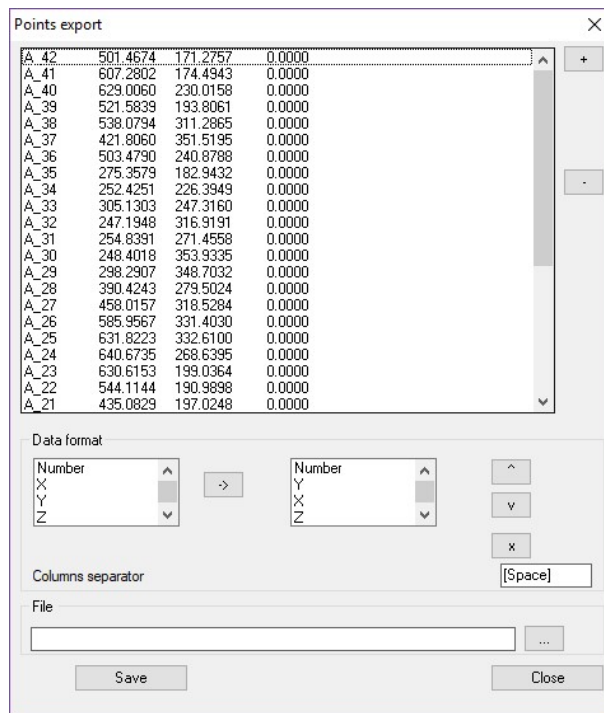 Points export
A_42 501.4674 171.2757 0.0000
A_41 607.2802 174.4943 0.0000
A_40 629.0060 230.0158 0.0000
A_39 521.5839 193.8061 0.0000
A_38 538.0794 311.2865 0.0000
A_37 421.8060 351.5195 0.0000
A_36 503.4790 240.8788 0.0000
A_35 275.3579 182.9432 0.0000
A_34 252.4251 226.3949 0.0000
A_33 305.1303 247.3160 0.0000
A_32 247.1948 316.9191 0.0000
A_31 254.8391 271.4558 0.0000
A_30 248.4018 353.9335 0.0000
A_29 298.2907 348.7032 0.0000
A_28 390.4243 279.5024 0.0000
A_27 458.0157 318.5284 0.0000
A_26 585.9567 331.4030 0.0000
A_25 631.8223 332.6100 0.0000
A_24 640.6735 268.6395 0.0000
A_23 630.6153 199.0364 0.0000
A_22 544.1144 190.9898 0.0000
A_21 435.0829 197.0248 0.0000
+
-
Data format
Number
X
Y
Z
->
Number
Y
X
Z
^
v
x
Columns separator
[Space]
File
...
Save
Close